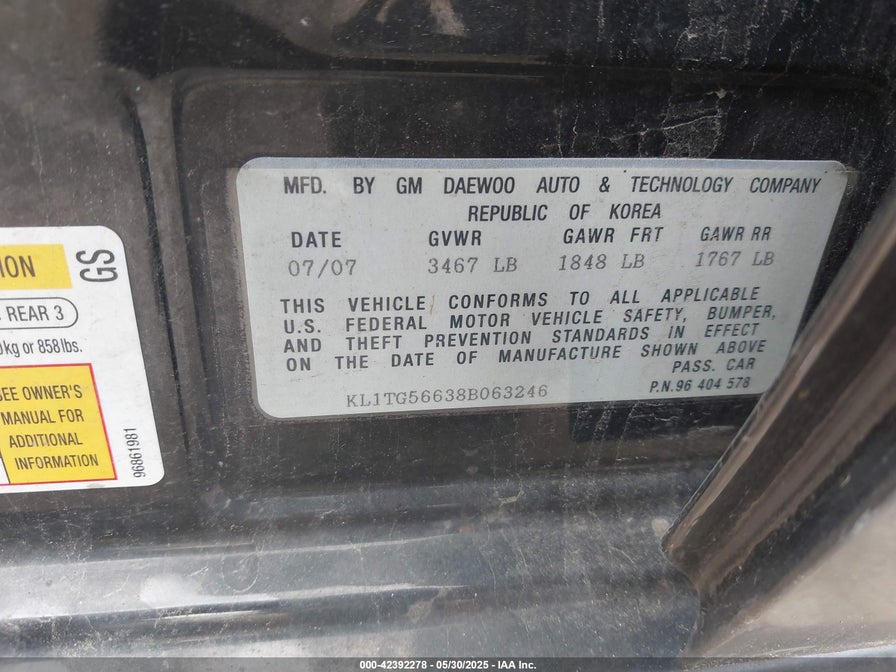 MFD. BY GM DAEWOO AUTO & TECHNOLOGY COMPANY
REPUBLIC OF KOREA
DATE GVWR GAWR FRT GAWR RR
07/07 3467 LB 1848 LB 1767 LB
THIS VEHICLE CONFORMS TO ALL APPLICABLE
U.S. FEDERAL MOTOR VEHICLE SAFETY, BUMPER,
AND THEFT PREVENTION STANDARDS IN EFFECT
ON THE DATE OF MANUFACTURE SHOWN ABOVE
PASS. CAR
KL1TG56638B063246 P.N.96 404 578
GS
REAR 3
kg or 858 lbs.
SEE OWNER'S
MANUAL FOR
ADDITIONAL
INFORMATION
96861981
000-42392278 - 05/30/2025 - IAA Inc.